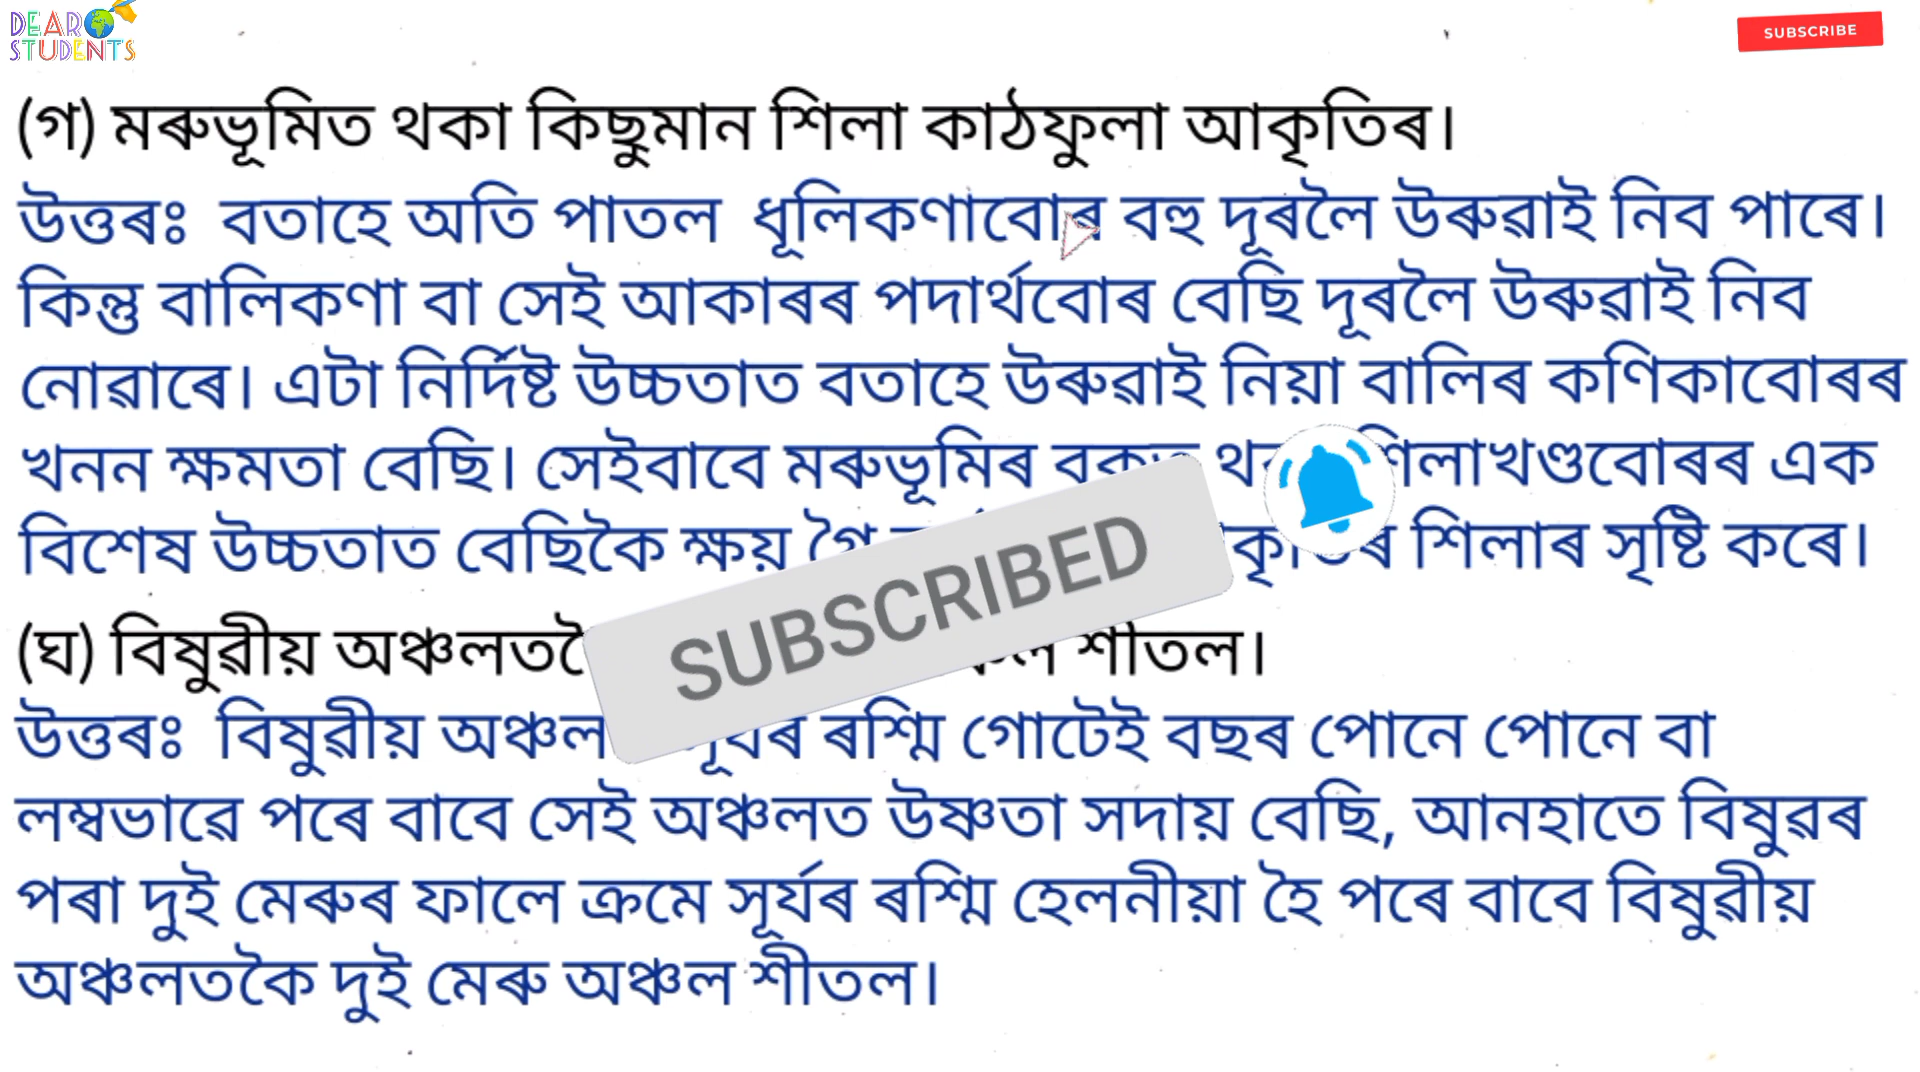 DEAR
STUDENTS
SUBSCRIBE
(গ) মৰুভূমিত থকা কিছুমান শিলা কাঠফুলা আকৃতিৰ।
উত্তৰঃ বতাহে অতি পাতল ধূলিকণাবোৰ বহু দূৰলৈ উৰুৱাই নিব পাৰে।
কিন্তু বালিকণা বা সেই আকাৰৰ পদাৰ্থবোৰ বেছি দূৰলৈ উৰুৱাই নিব
নোৱাৰে। এটা নিৰ্দিষ্ট উচ্চতাত বতাহে উৰুৱাই নিয়া বালিৰ কণিকাবোৰৰ
খনন ক্ষমতা বেছি। সেইবাবে মৰুভূমিৰ শিলাখণ্ডবোৰৰ এক
বিশেষ উচ্চতাত বেছিকৈ ক্ষয় গৈ শিলাৰ সৃষ্টি কৰে।
SUBSCRIBED
(ঘ) বিষুৱীয় শীতল।
উত্তৰঃ বিষুৱীয় অঞ্চল ৰশ্মি গোটেই বছৰ পোনে পোনে বা
লম্বভাৱে পৰে বাবে সেই অঞ্চলত উষ্ণতা সদায় বেছি, আনহাতে বিষুৱৰ
পৰা দুই মেৰুৰ ফালে ক্ৰমে সূৰ্যৰ ৰশ্মি হেলনীয়া হৈ পৰে বাবে বিষুৱীয়
অঞ্চলতকৈ দুই মেৰু অঞ্চল শীতল।